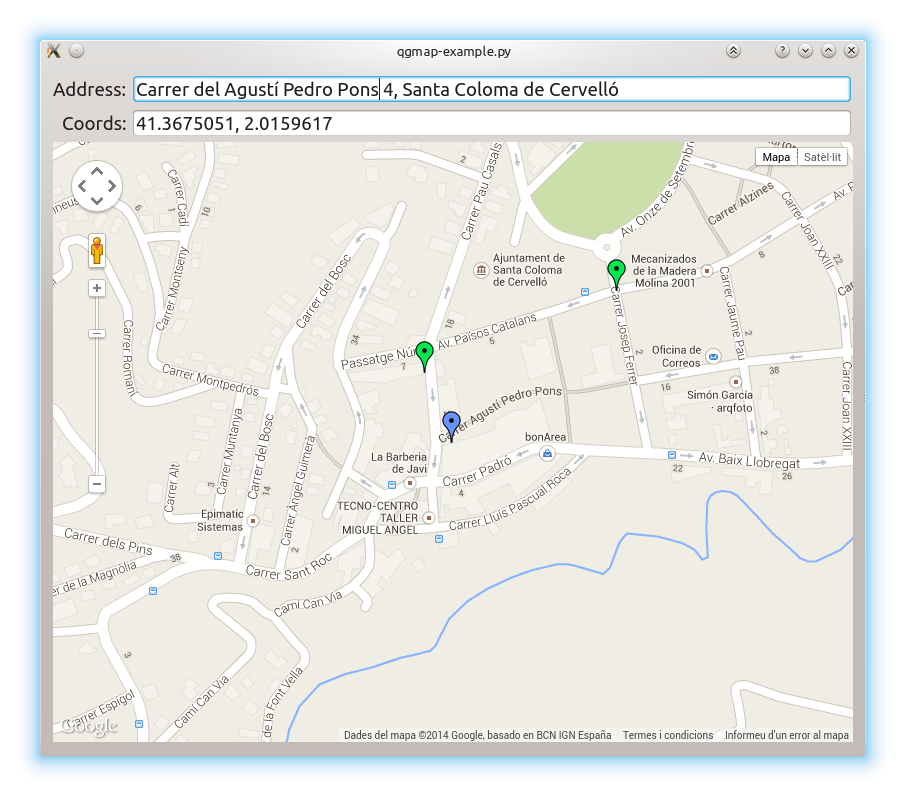 qgmap-example.py
Address: Carrer del Agustí Pedro Pons 4, Santa Coloma de Cervelló
Coords: 41.3675051, 2.0159617
Mapa Satèl·lit
Carrer Cadí
6
10
Carrer Montseny
Carrer Romaní
Carrer Montpedrós
Carrer del Bosc
34
2
Carrer Pau Casals
18
Ajuntament de
Santa Coloma
de Cervelló
Av. Onze de Setembre
Carrer Alzines
Carrer Joan XXIII
Av. P
8
Mecanizados
de la Madera
Molina 2001
Carrer Josep Ferrer
Carrer Jaume Pau
2
Passatge Nú
7
Av. Països Catalans
5
Oficina de
Correos
16
38
Simón García
· arqfoto
Carrer Joan XXIII
Carrer Agustí Pedro Pons
bonArea
La Barberia
de Javi
Carrer Padró
4
Av. Baix Llobregat
22
26
Carrer Lluís Pascual Roca
TECNO-CENTRO
TALLER
MIGUEL ANGEL
Carrer Alt
Carrer Muntanya
3
Carrer del Bosc
14
Carrer Àngel Guimerà
2
Epimatic
Sistemas
Carrer dels Pins
38
Carrer Sant Roc
er de la Magnòlia
Camí Can Via
3
Camí Can Via
de la Font Vella
Carrer Espígol
Google
Dades del mapa ©2014 Google, basado en BCN IGN España Termes i condicions Informeu d'un error al mapa